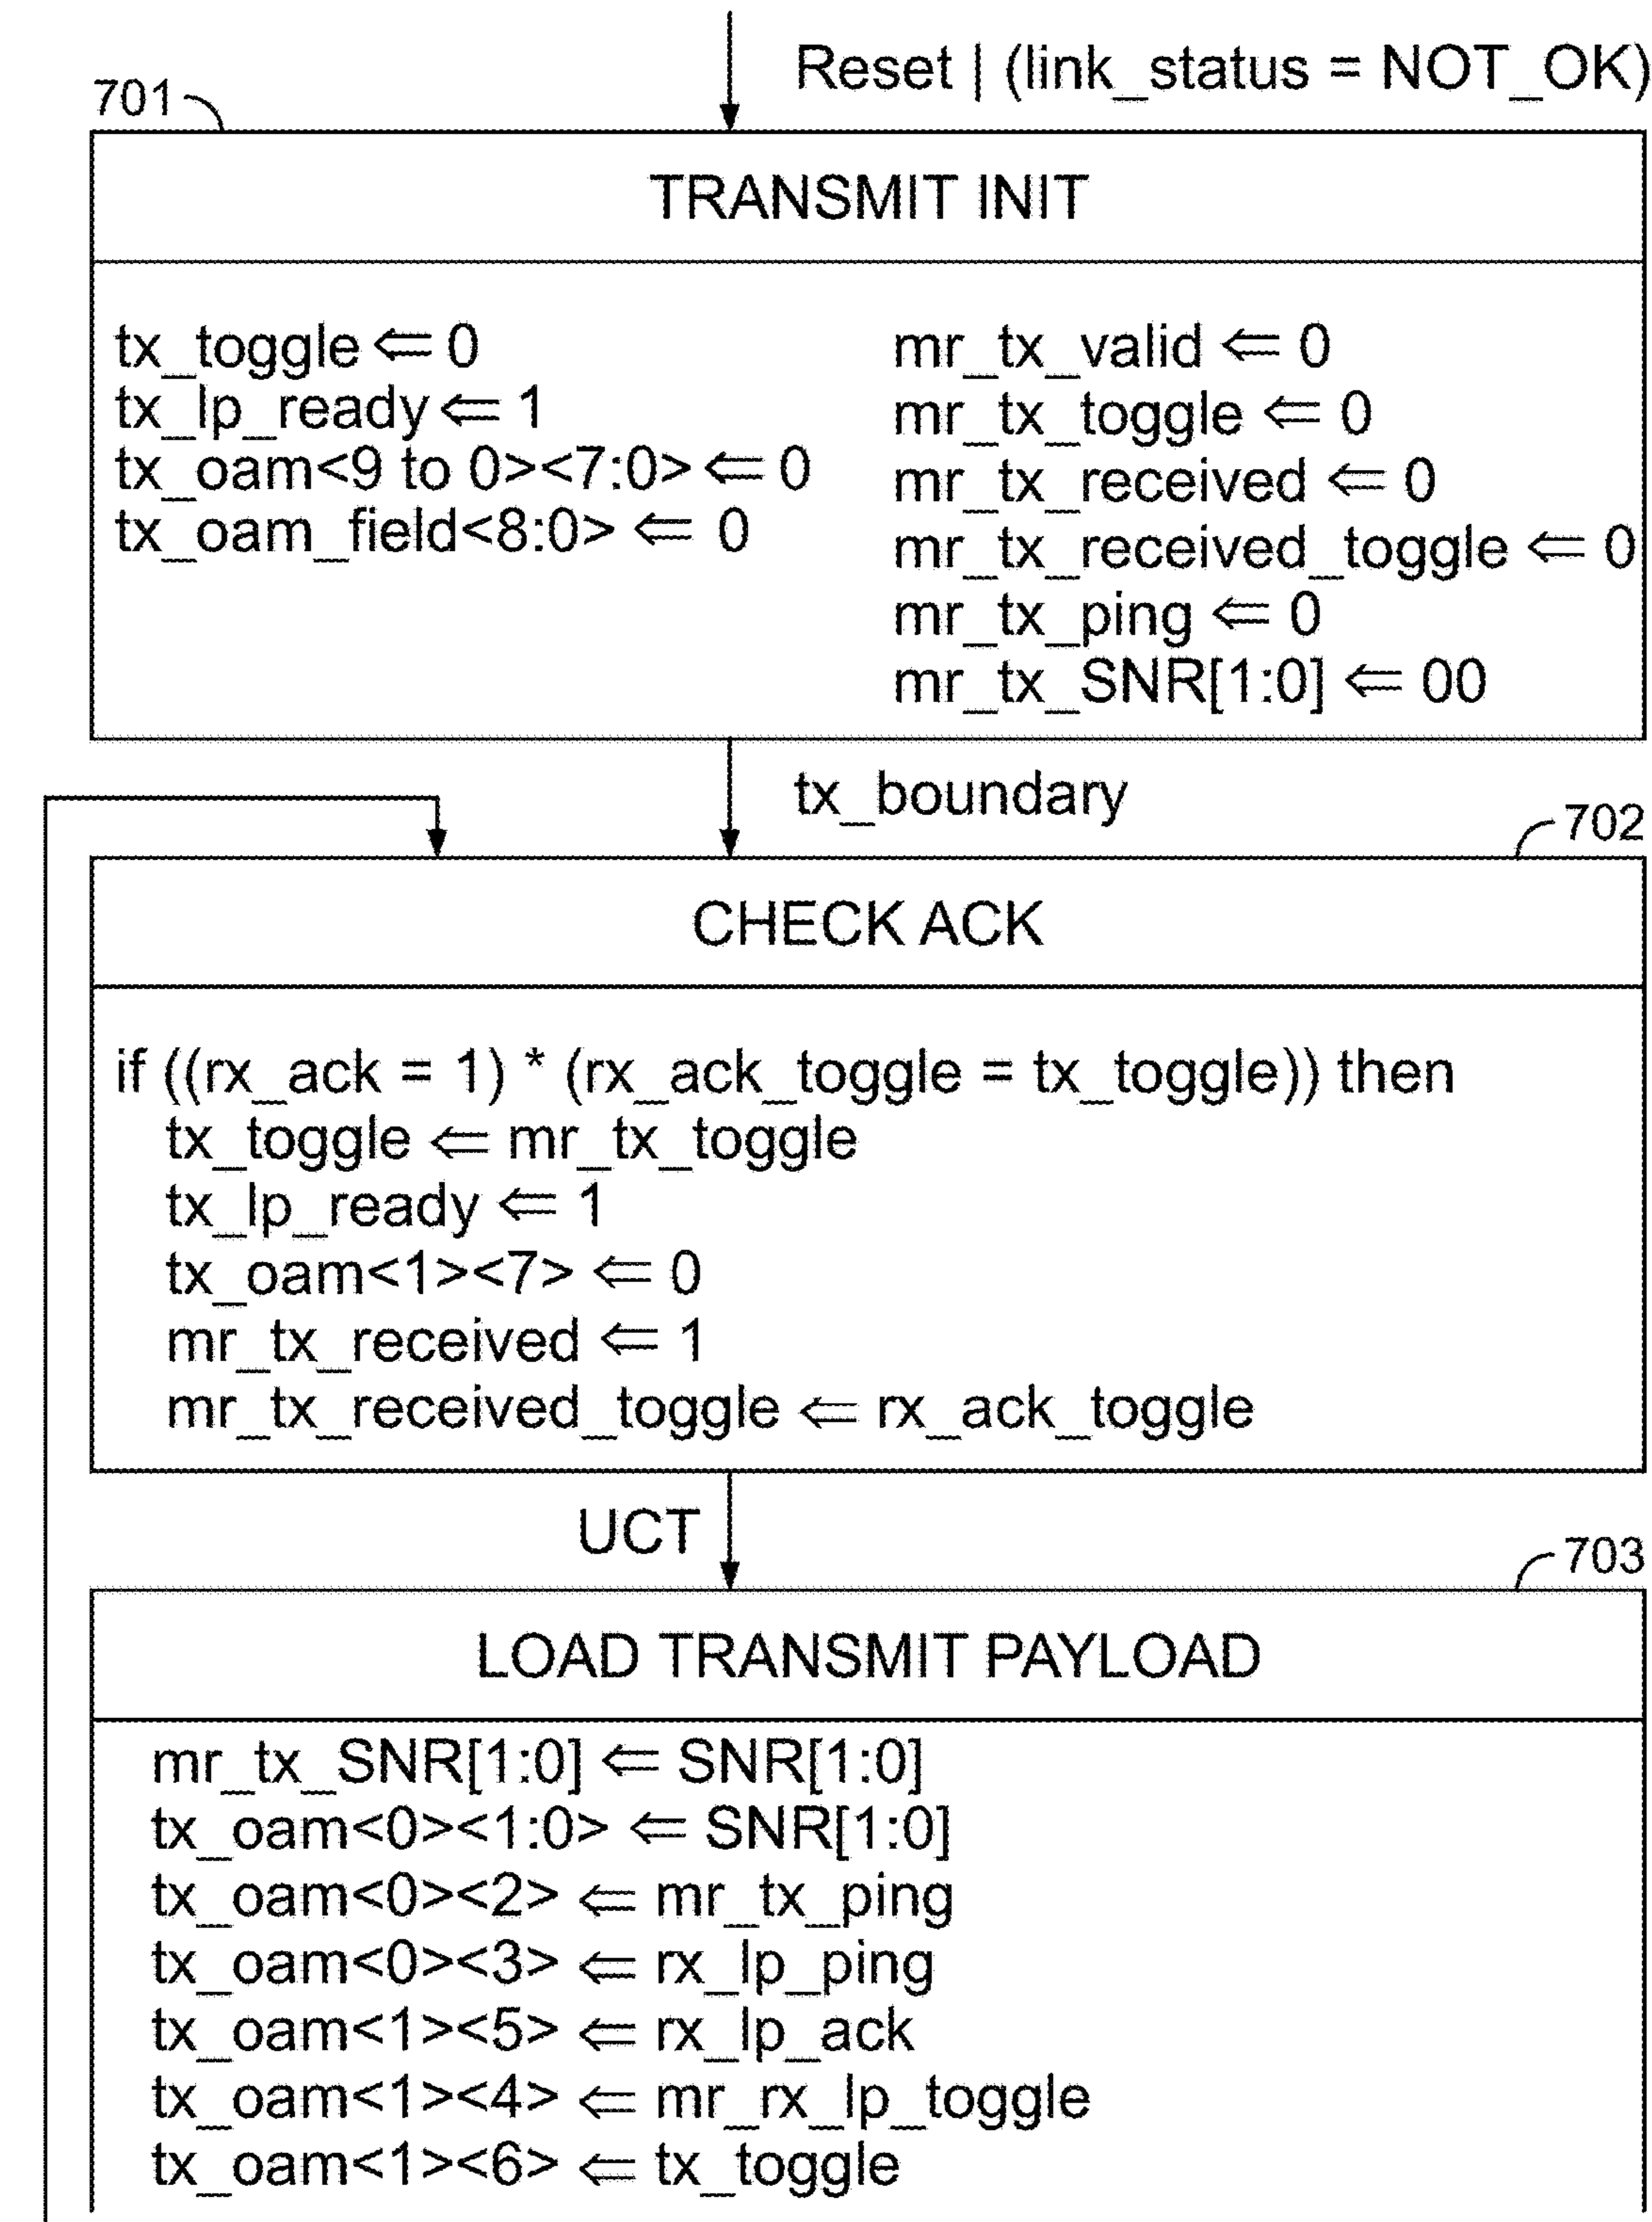 Reset | (link_status = NOT_OK)
701
TRANSMIT INIT
tx_toggle ⇐ 0
tx_lp_ready ⇐ 1
tx_oam<9 to 0><7:0> ⇐ 0
tx_oam_field<8:0> ⇐ 0
mr_tx_valid ⇐ 0
mr_tx_toggle ⇐ 0
mr_tx_received ⇐ 0
mr_tx_received_toggle ⇐ 0
mr_tx_ping ⇐ 0
mr_tx_SNR[1:0] ⇐ 00
tx_boundary
702
CHECK ACK
if ((rx_ack = 1) * (rx_ack_toggle = tx_toggle)) then
tx_toggle ⇐ mr_tx_toggle
tx_lp_ready ⇐ 1
tx_oam<1><7> ⇐ 0
mr_tx_received ⇐ 1
mr_tx_received_toggle ⇐ rx_ack_toggle
UCT
703
LOAD TRANSMIT PAYLOAD
mr_tx_SNR[1:0] ⇐ SNR[1:0]
tx_oam<0><1:0> ⇐ SNR[1:0]
tx_oam<0><2> ⇐ mr_tx_ping
tx_oam<0><3> ⇐ rx_lp_ping
tx_oam<1><5> ⇐ rx_lp_ack
tx_oam<1><4> ⇐ mr_rx_lp_toggle
tx_oam<1><6> ⇐ tx_toggle